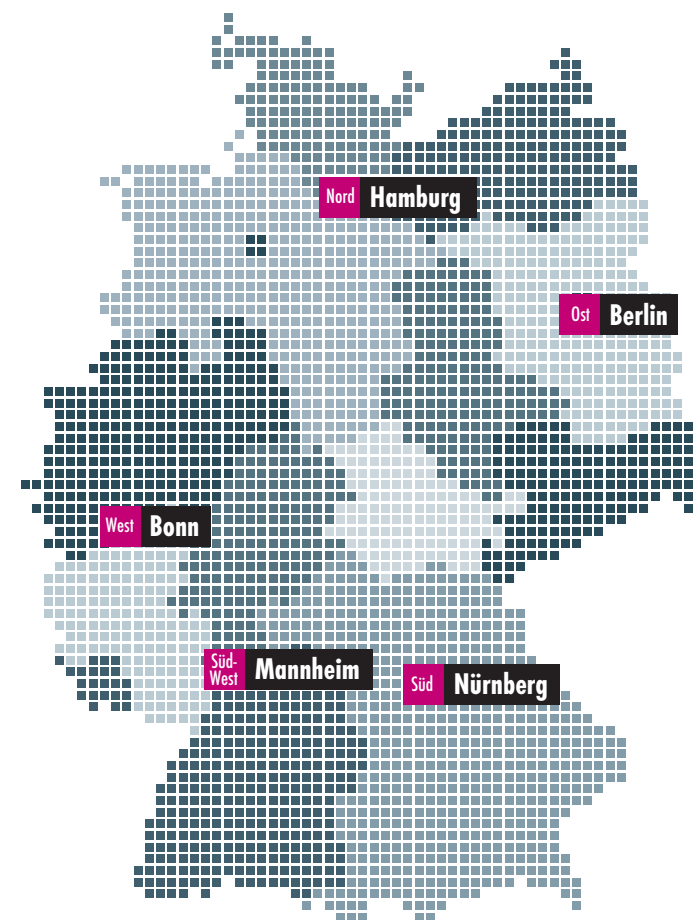 Nord Hamburg
Ost Berlin
West Bonn
Süd-
West Mannheim
Süd Nürnberg